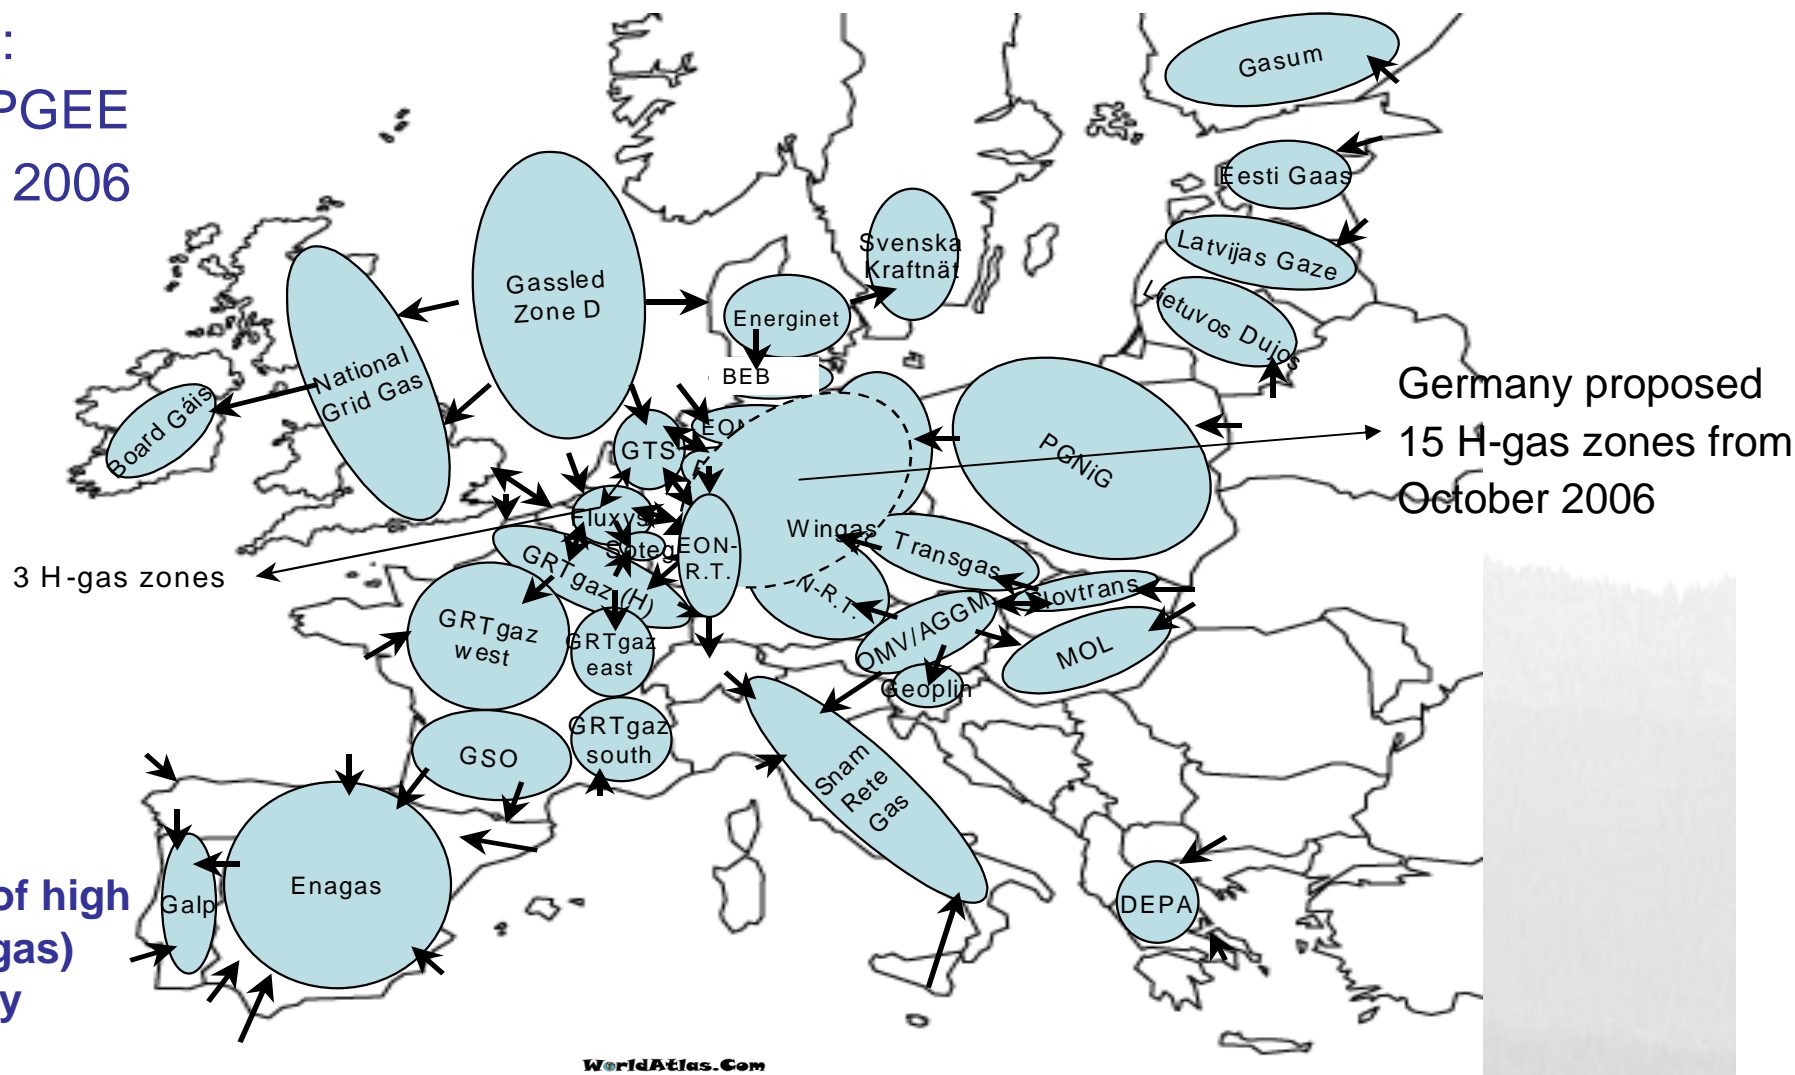 :
PGEE
2006
Gasum
Eesti Gaas
Latvijas Gaze
Lietuvos Dujos
Svenska
Kraftnät
Gassled
Zone D
Energinet
BEB
National
Grid Gas
Board Gáis
Germany proposed
15 H-gas zones from
October 2006
GTS
PGNiG
Fluxys
Soteg
EON-
R.T.
Wingas
Transgas
N-R.T.
Slovtrans
3 H-gas zones
GRTgaz (H)
GRTgaz
west
GRTgaz
east
OMV/AGGM
MOL
Geoplin
GSO
GRTgaz
south
Snam
Rete
Gas
Enagas
Galp
DEPA
of high
gas)
y
WorldAtlas.Com